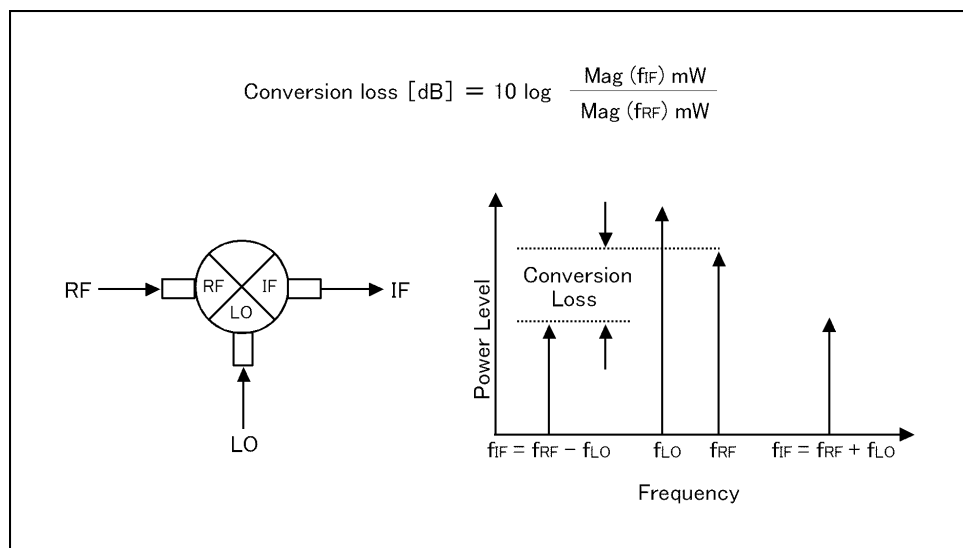 Conversion loss [dB] = 10 log Mag (fIF) mW / Mag (fRF) mW
RF
RF
IF
LO
IF
LO
Power Level
Conversion
Loss
fIF = fRF − fLO
fLO
fRF
fIF = fRF + fLO
Frequency